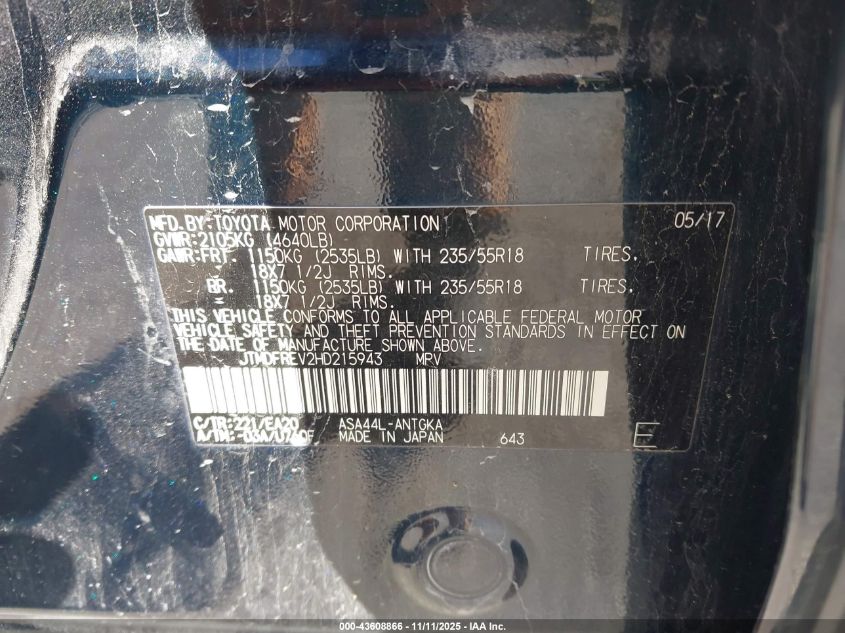 MFD.BY:TOYOTA MOTOR CORPORATION 05/17
GVWR:2105KG (4640LB)
GAWR:FRT. 1150KG (2535LB) WITH 235/55R18 TIRES.
18X7 1/2J RIMS.
RR. 1150KG (2535LB) WITH 235/55R18 TIRES.
18X7 1/2J RIMS.
THIS VEHICLE CONFORMS TO ALL APPLICABLE FEDERAL MOTOR
VEHICLE SAFETY AND THEFT PREVENTION STANDARDS IN EFFECT ON
THE DATE OF MANUFACTURE SHOWN ABOVE.
JTMDFREV2HD215943 MPV
C/TR:221/EA20 ASA44L-ANTGKA
A/TM:-03A/U760F MADE IN JAPAN 643 E
000-43608866 - 11/11/2025 - IAA Inc.